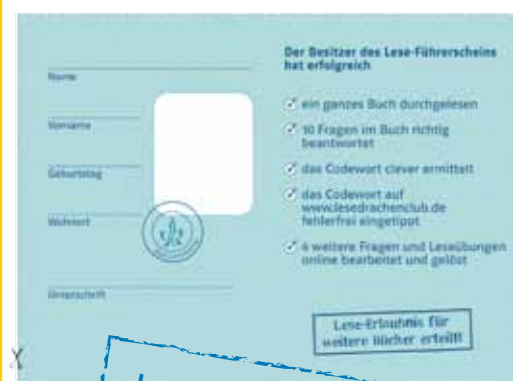 Name
Vorname
Geburtstag
Wohnort
Unterschrift
Der Besitzer des Lese-Führerscheins
hat erfolgreich
ein ganzes Buch durchgelesen
10 Fragen im Buch richtig
beantwortet
das Codewort clever ermittelt
das Codewort auf
www.lesedrachenclub.de
fehlerfrei eingetippt
weitere Fragen und Leseübungen
online bearbeitet und gelöst
Lese-Erlaubnis für
weitere Bücher erteilt!